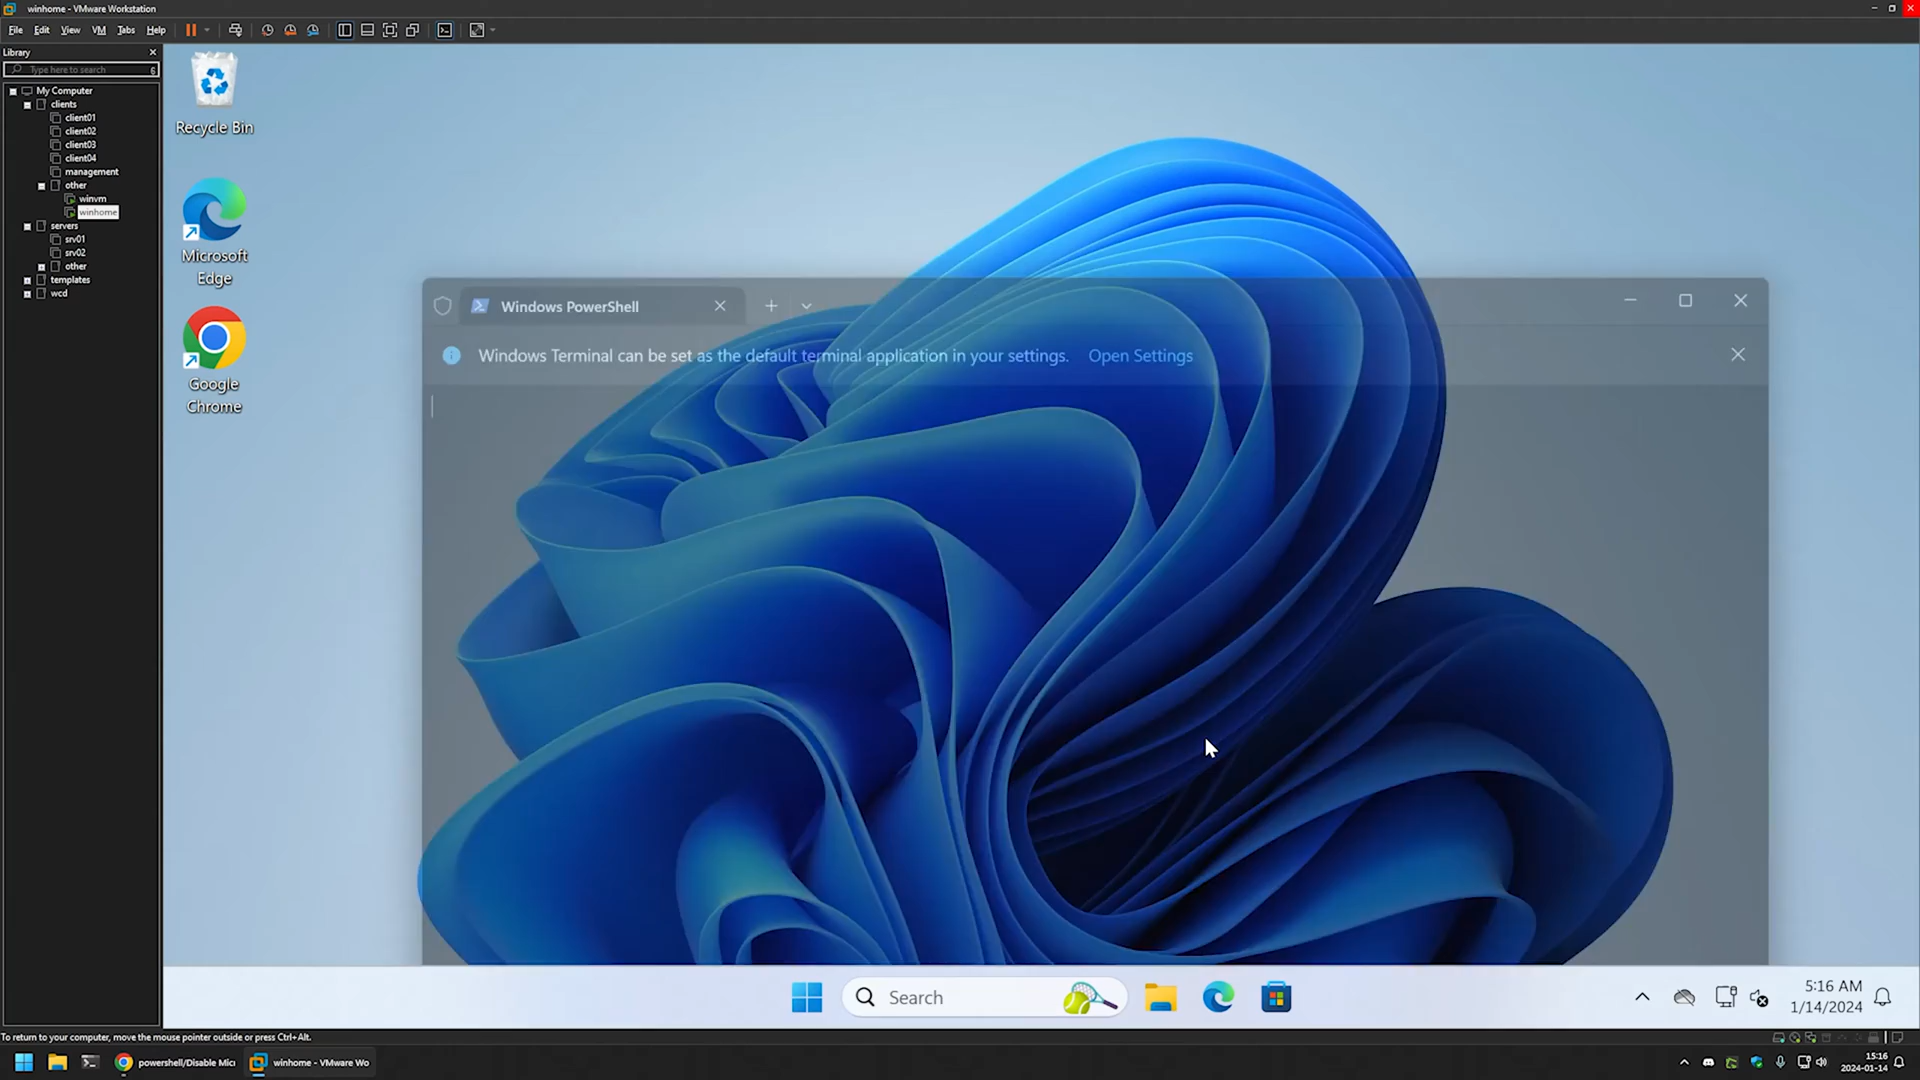 winhome - VMware Workstation
File Edit View VM Tabs Help
Library
Type here to search
My Computer
clients
client01
client02
client03
client04
management
other
winvm
winhome
servers
srv01
srv02
other
templates
wcd
Recycle Bin
Microsoft
Edge
Google
Chrome
Windows PowerShell
Windows Terminal can be set as the default terminal application in your settings. Open Settings
Search
5:16 AM
1/14/2024
To return to your computer, move the mouse pointer outside or press Ctrl+Alt.
powershell/Disable Mici
winhome - VMware Wo
15:16
2024-01-14